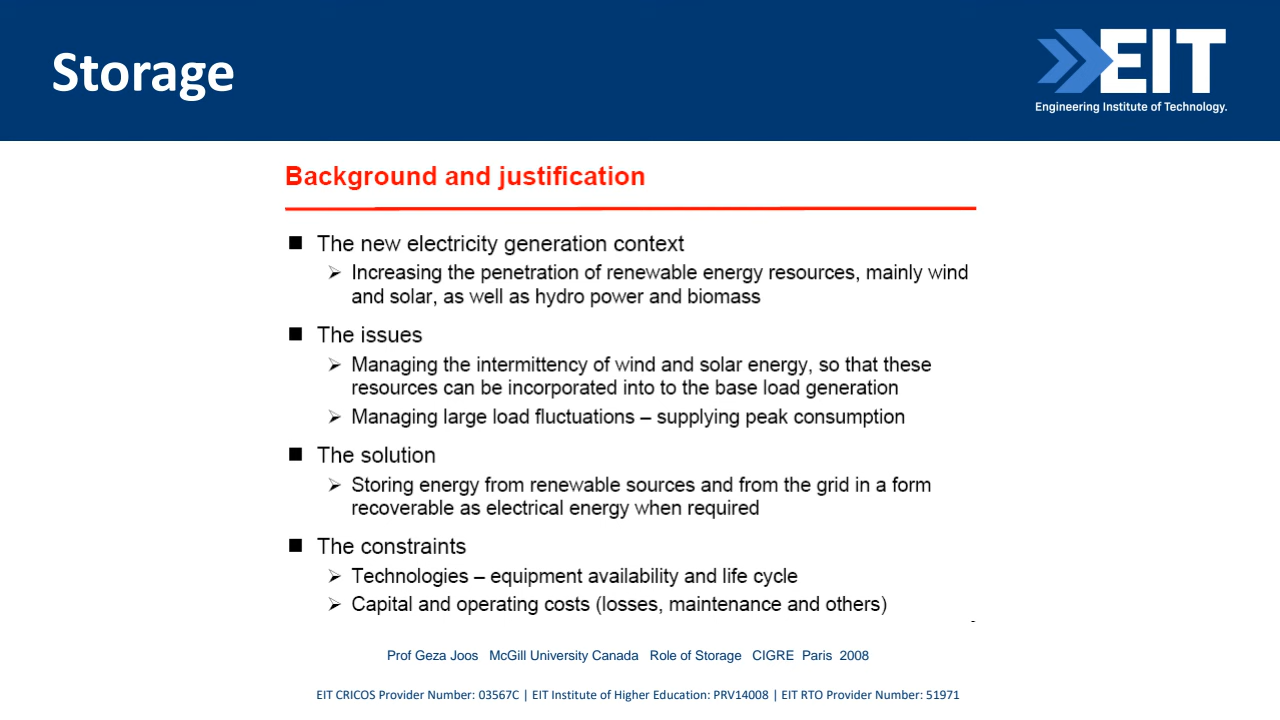 Storage
EIT
Engineering Institute of Technology.
Background and justification
■ The new electricity generation context
➢ Increasing the penetration of renewable energy resources, mainly wind
and solar, as well as hydro power and biomass
■ The issues
➢ Managing the intermittency of wind and solar energy, so that these
resources can be incorporated into to the base load generation
➢ Managing large load fluctuations – supplying peak consumption
■ The solution
➢ Storing energy from renewable sources and from the grid in a form
recoverable as electrical energy when required
■ The constraints
➢ Technologies – equipment availability and life cycle
➢ Capital and operating costs (losses, maintenance and others)
Prof Geza Joos McGill University Canada Role of Storage CIGRE Paris 2008
EIT CRICOS Provider Number: 03567C | EIT Institute of Higher Education: PRV14008 | EIT RTO Provider Number: 51971